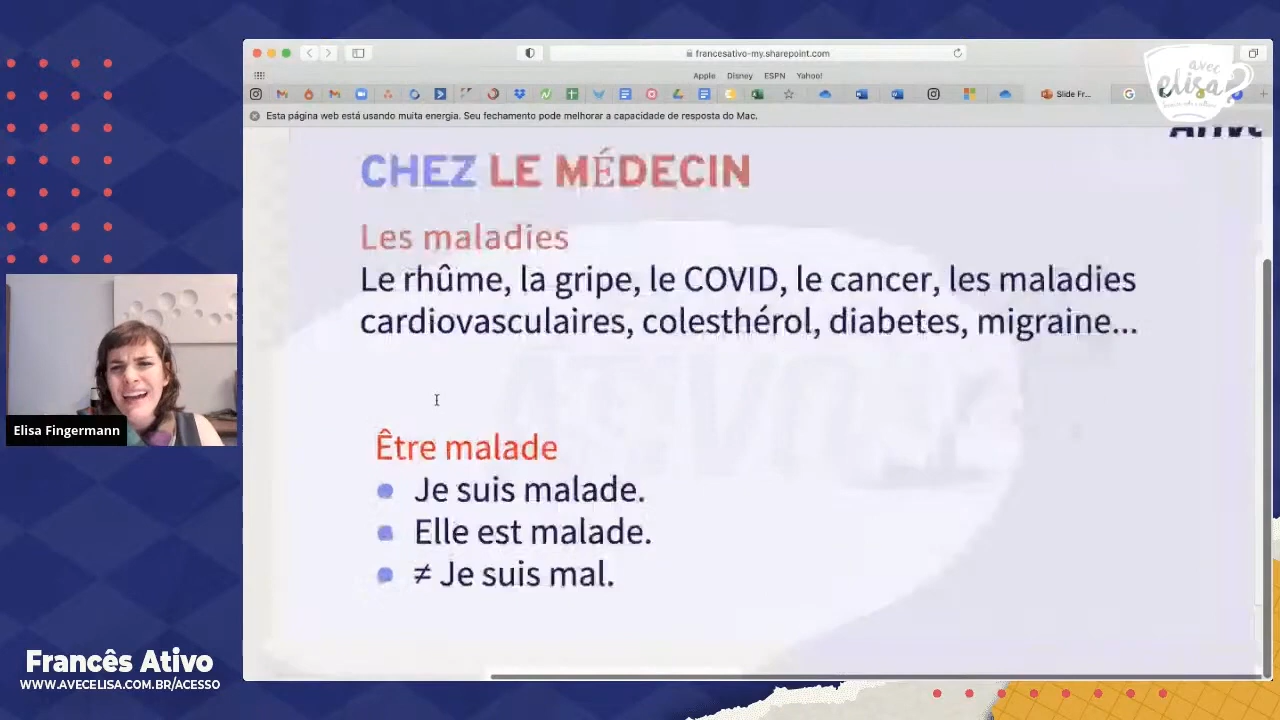 francesativo-my.sharepoint.com
Apple Disney ESPN Yahoo!
Slide Fr...
Esta página web está usando muita energia. Seu fechamento pode melhorar a capacidade de resposta do Mac.
avec
elisa
CHEZ LE MÉDECIN
Les maladies
Le rhûme, la gripe, le COVID, le cancer, les maladies
cardiovasculaires, colesthérol, diabetes, migraine...
Être malade
Je suis malade.
Elle est malade.
≠ Je suis mal.
Elisa Fingermann
Francês Ativo
WWW.AVECELISA.COM.BR/ACESSO